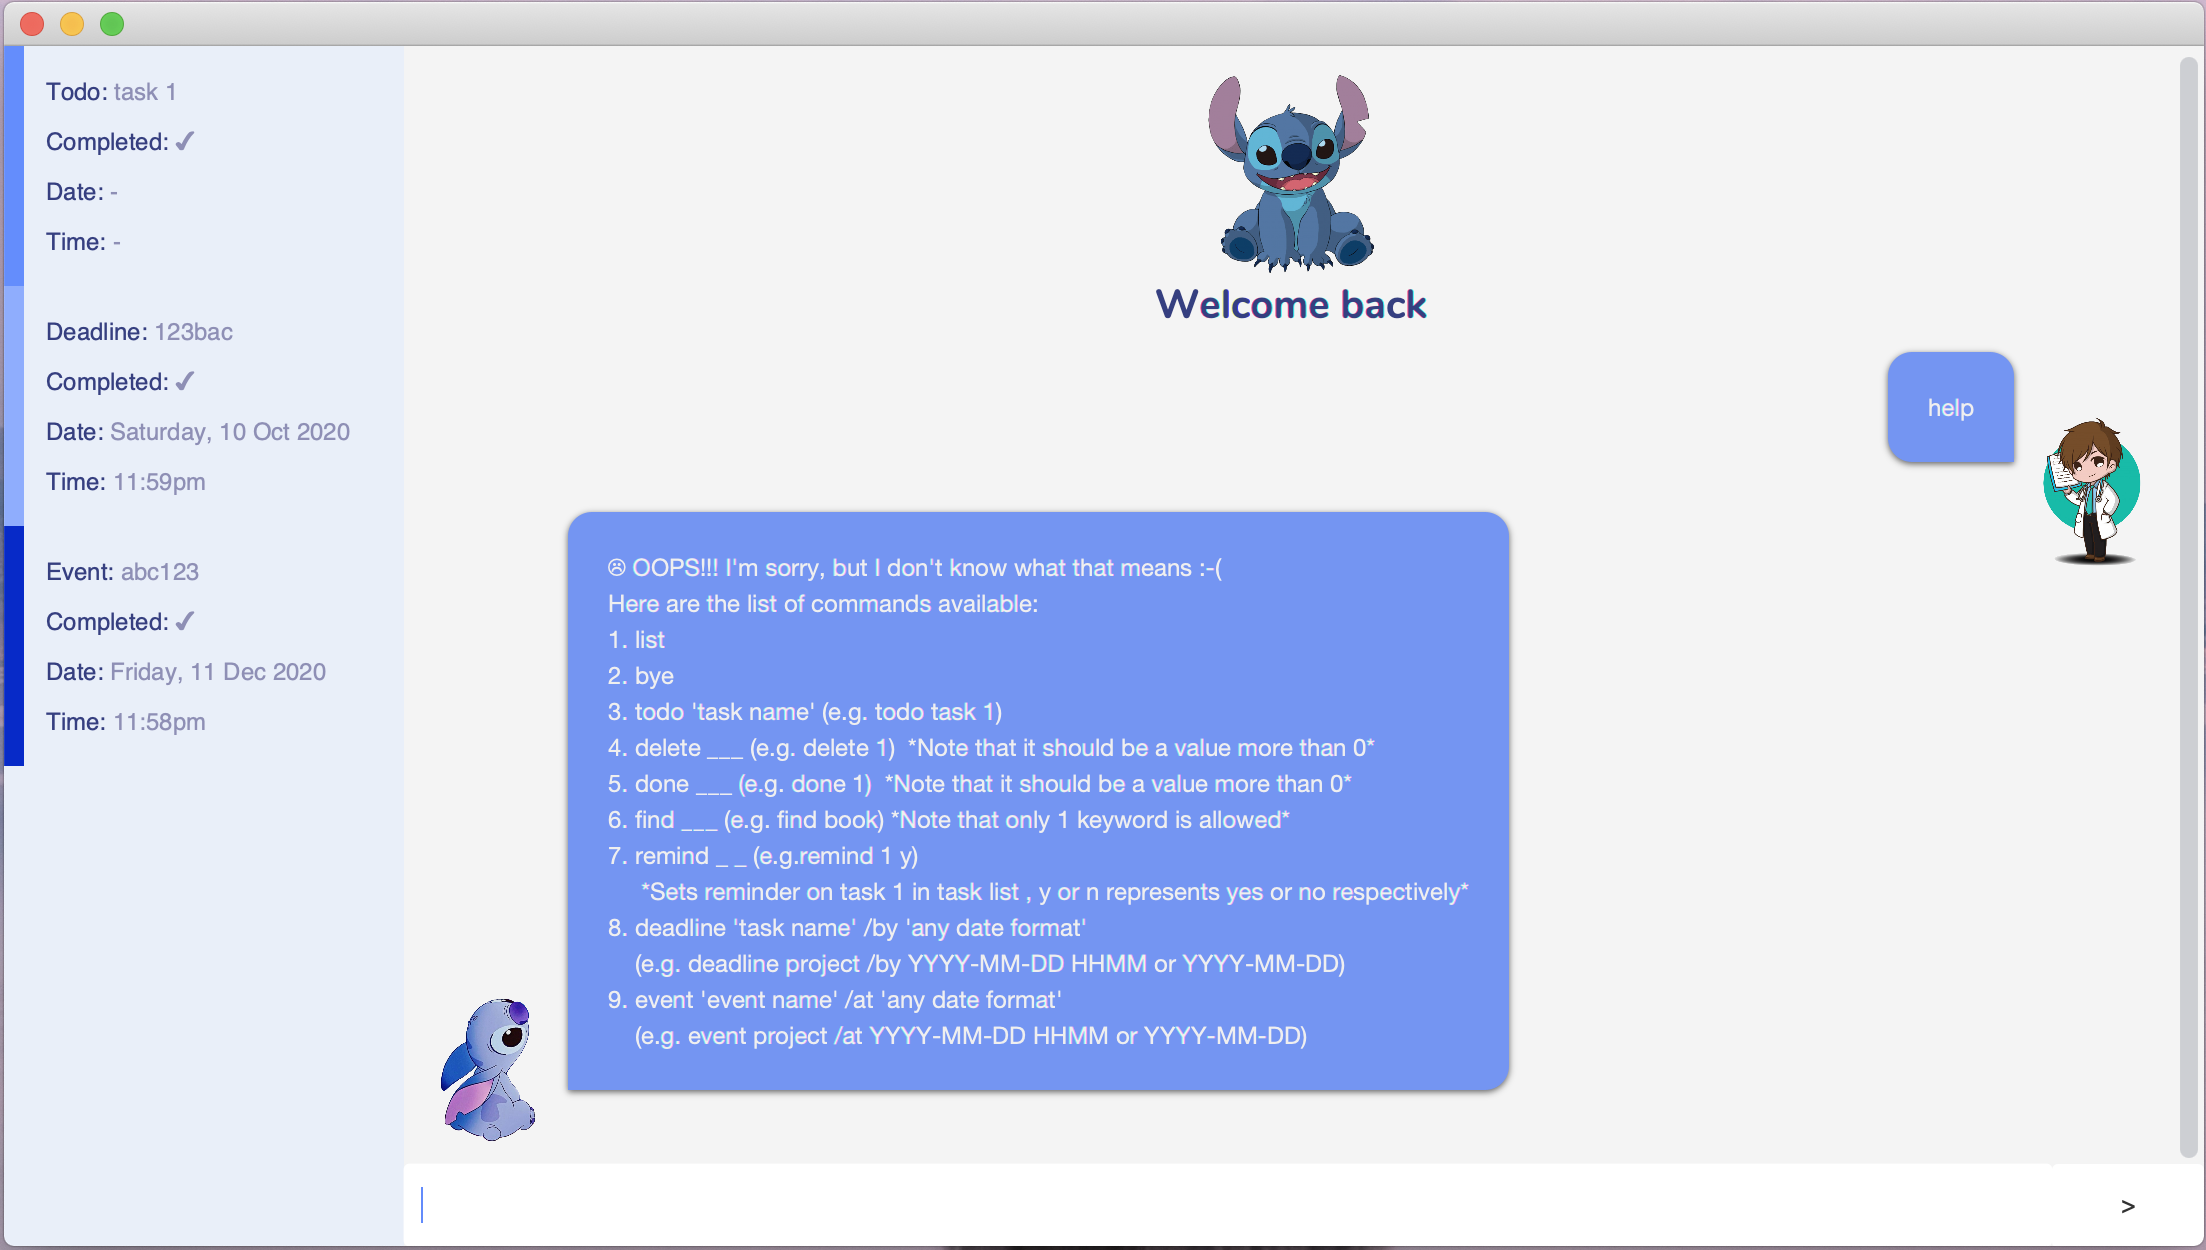 Todo: task 1
Completed: ✓
Date: -
Time: -
Deadline: 123bac
Completed: ✓
Date: Saturday, 10 Oct 2020
Time: 11:59pm
Event: abc123
Completed: ✓
Date: Friday, 11 Dec 2020
Time: 11:58pm
Welcome back
help
☹ OOPS!!! I'm sorry, but I don't know what that means :-(
Here are the list of commands available:
1. list
2. bye
3. todo 'task name' (e.g. todo task 1)
4. delete ___ (e.g. delete 1)  *Note that it should be a value more than 0*
5. done ___ (e.g. done 1)  *Note that it should be a value more than 0*
6. find ___ (e.g. find book) *Note that only 1 keyword is allowed*
7. remind _ _ (e.g.remind 1 y)
*Sets reminder on task 1 in task list , y or n represents yes or no respectively*
8. deadline 'task name' /by 'any date format'
(e.g. deadline project /by YYYY-MM-DD HHMM or YYYY-MM-DD)
9. event 'event name' /at 'any date format'
(e.g. event project /at YYYY-MM-DD HHMM or YYYY-MM-DD)
>